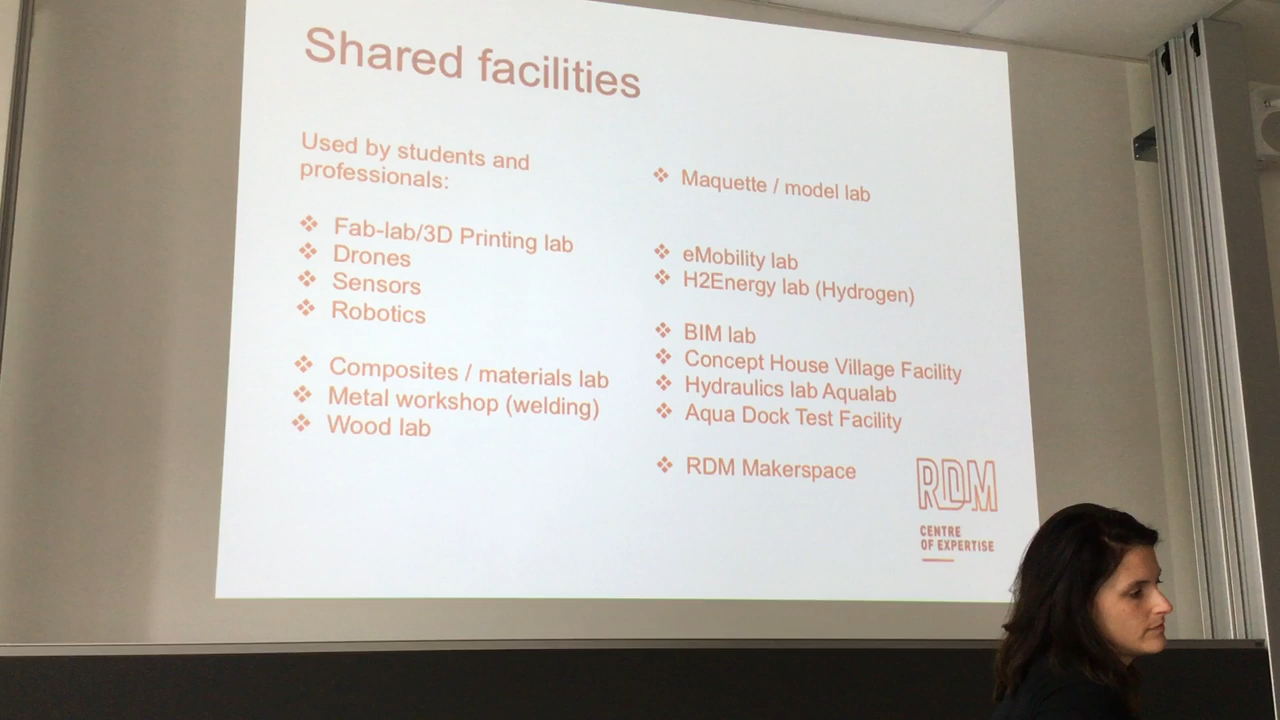 Shared facilities
Used by students and
professionals:
❖ Fab-lab/3D Printing lab
❖ Drones
❖ Sensors
❖ Robotics
❖ Composites / materials lab
❖ Metal workshop (welding)
❖ Wood lab
❖ Maquette / model lab
❖ eMobility lab
❖ H2Energy lab (Hydrogen)
❖ BIM lab
❖ Concept House Village Facility
❖ Hydraulics lab Aqualab
❖ Aqua Dock Test Facility
❖ RDM Makerspace
RDM
CENTRE
OF EXPERTISE